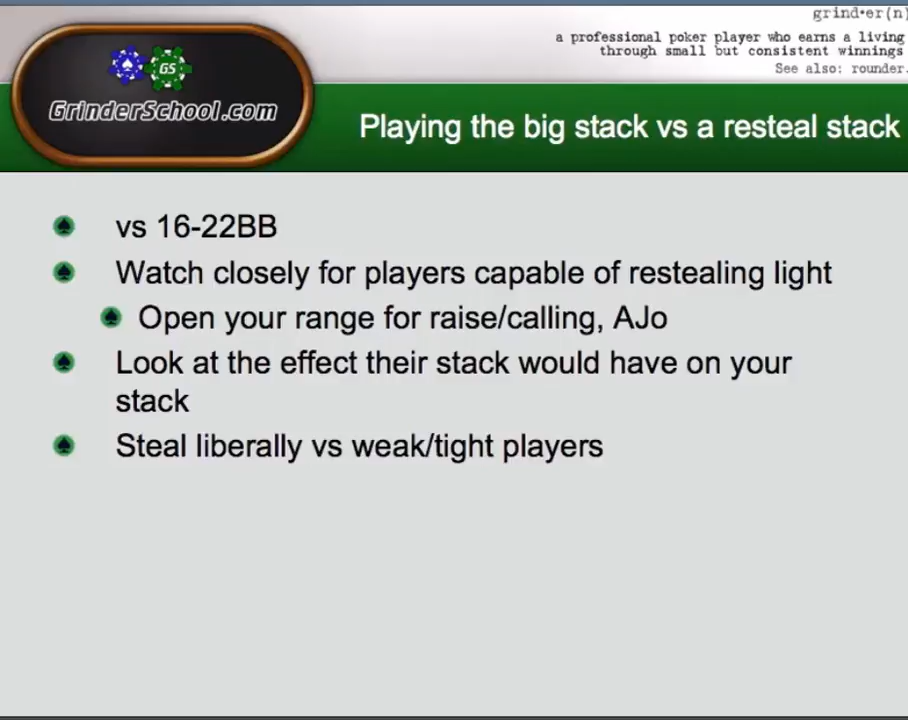 grind•er(n)
a professional poker player who earns a living
through small but consistent winnings
See also: rounder.
GS
GrinderSchool.com
Playing the big stack vs a resteal stack
vs 16-22BB
Watch closely for players capable of restealing light
Open your range for raise/calling, AJo
Look at the effect their stack would have on your
stack
Steal liberally vs weak/tight players